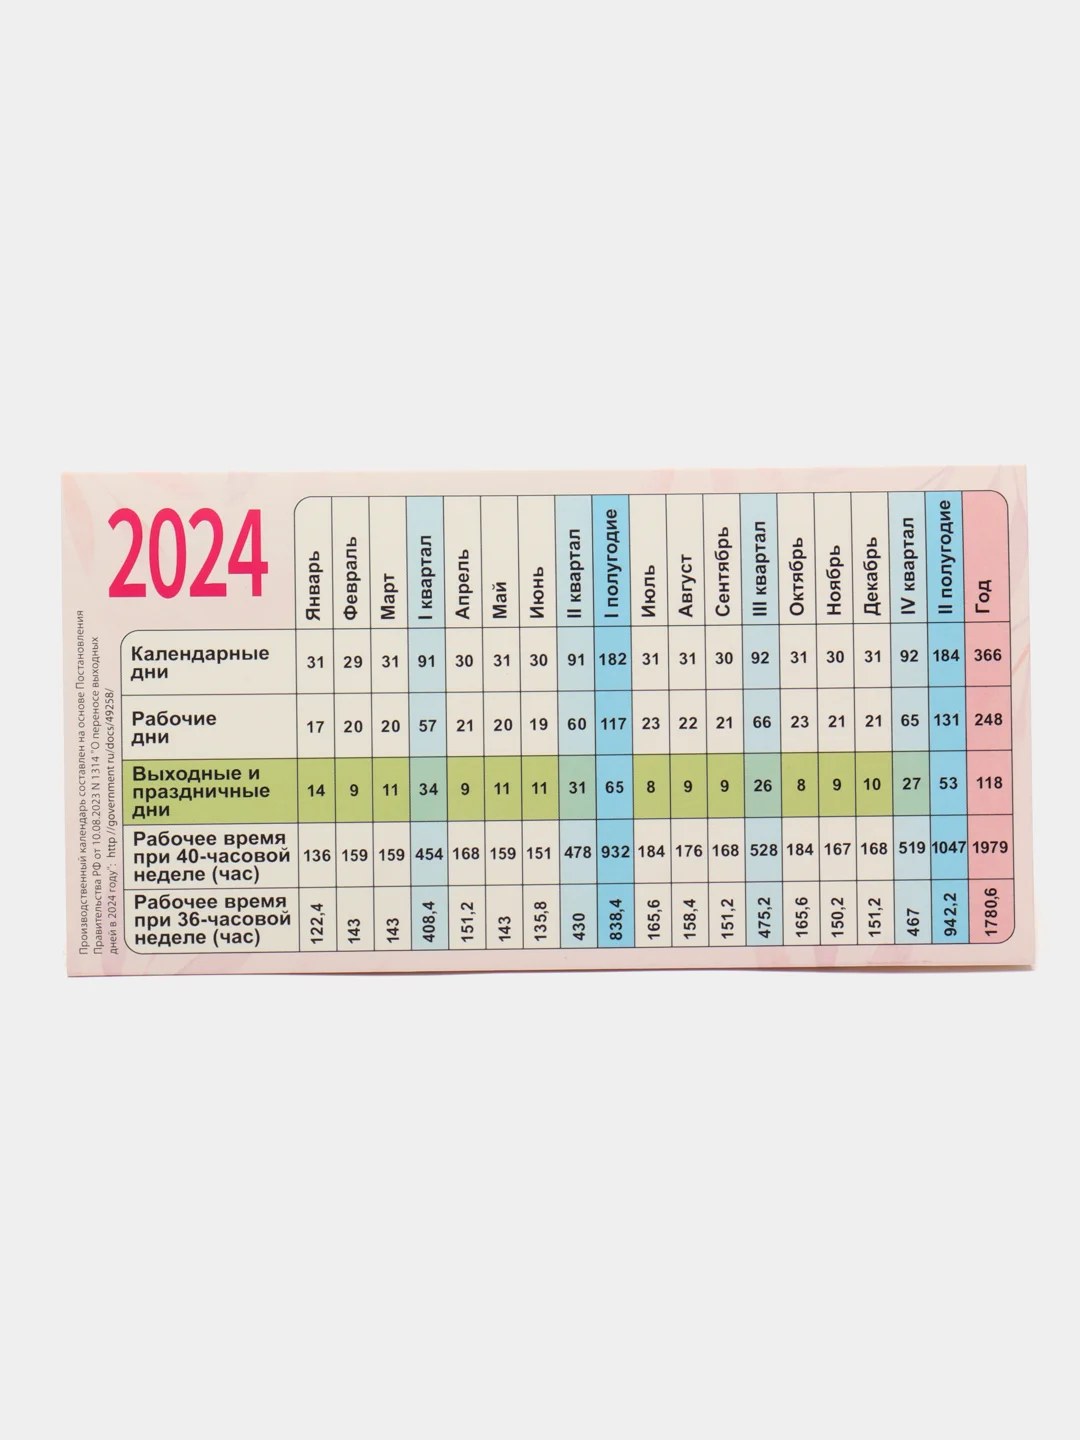 2024
Производственный календарь составлен на основе Постановления
Правительства РФ от 10.08.2023 N 1314 "О переносе выходных
дней в 2024 году": http://government.ru/docs/49258/
Январь Февраль Март I квартал Апрель Май Июнь II квартал I полугодие Июль Август Сентябрь III квартал Октябрь Ноябрь Декабрь IV квартал II полугодие Год
Календарные
дни
31 29 31 91 30 31 30 91 182 31 31 30 92 31 30 31 92 184 366
Рабочие
дни
17 20 20 57 21 20 19 60 117 23 22 21 66 23 21 21 65 131 248
Выходные и
праздничные
дни
14 9 11 34 9 11 11 31 65 8 9 9 26 8 9 10 27 53 118
Рабочее время
при 40-часовой
неделе (час)
136 159 159 454 168 159 151 478 932 184 176 168 528 184 167 168 519 1047 1979
Рабочее время
при 36-часовой
неделе (час)
122,4 143 143 408,4 151,2 143 135,8 430 838,4 165,6 158,4 151,2 475,2 165,6 150,2 151,2 467 942,2 1780,6